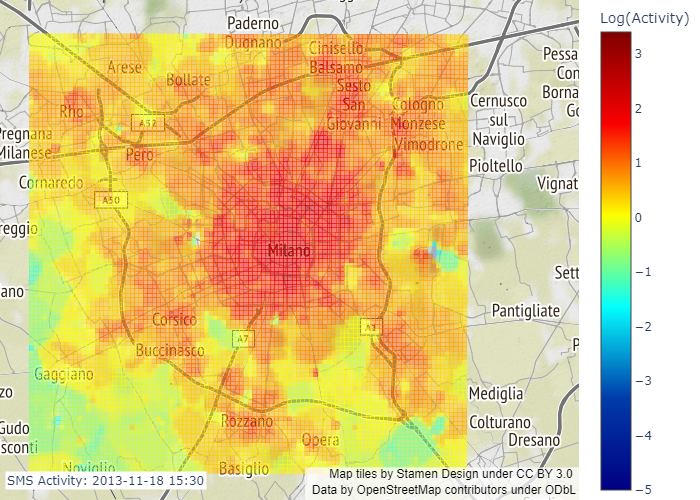 Log(Activity)
Paderno
Dugnano
Cinisello
Balsamo
Pessa
Con
Arese
Bollate
Sesto
San
Giovanni
Borna
Go
Rho
Cologno
Monzese
Cernusco
sul
Naviglio
A52
Pregnana
Milanese
Pero
Vimodrone
Pioltello
Cornaredo
Vignat
A50
reggio
Milano
Sett
ano
Pantigliate
Corsico
A7
A1
Buccinasco
P
Gaggiano
zo
Mediglia
Rozzano
Colturano
Gudo
sconti
Opera
Dresano
Noviglio
Basiglio
SMS Activity: 2013-11-18 15:30
Map tiles by Stamen Design under CC BY 3.0
Data by OpenStreetMap contributors under ODbL
3
2
1
0
−1
−2
−3
−4
−5